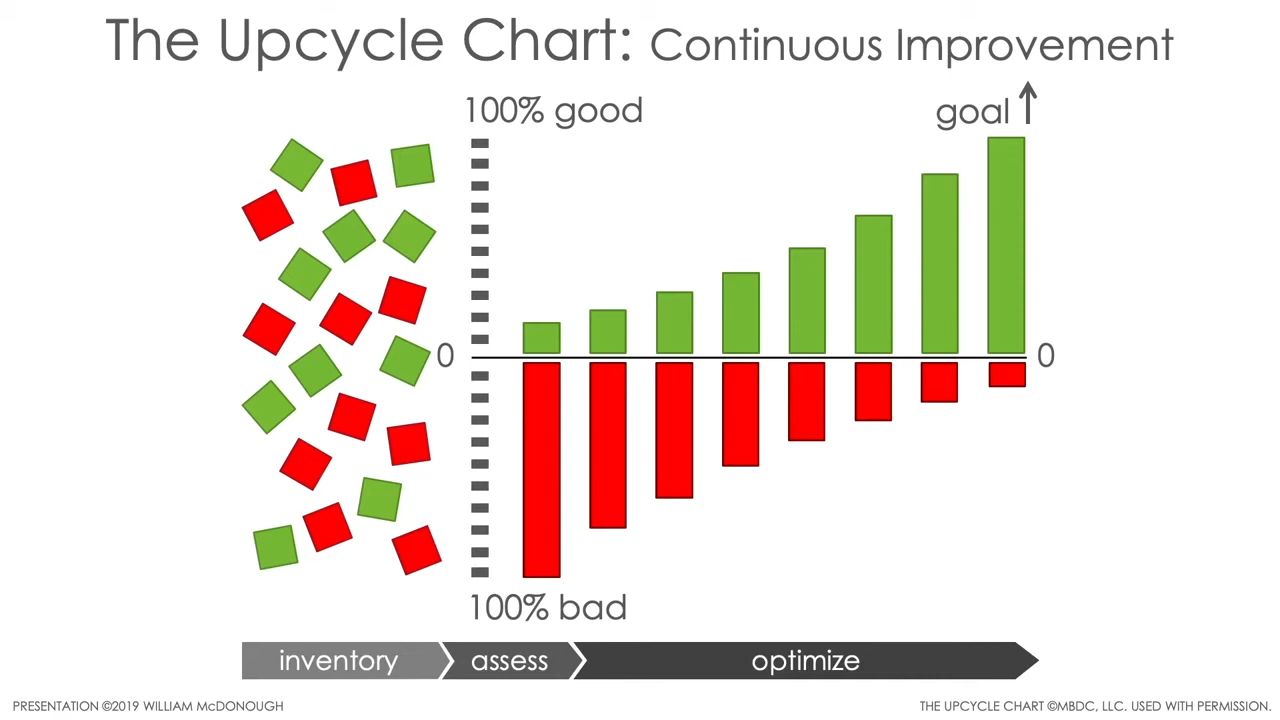 The Upcycle Chart: Continuous Improvement
100% good
goal
0
0
100% bad
inventory
assess
optimize
PRESENTATION ©2019 WILLIAM McDONOUGH
THE UPCYCLE CHART ©MBDC, LLC. USED WITH PERMISSION.